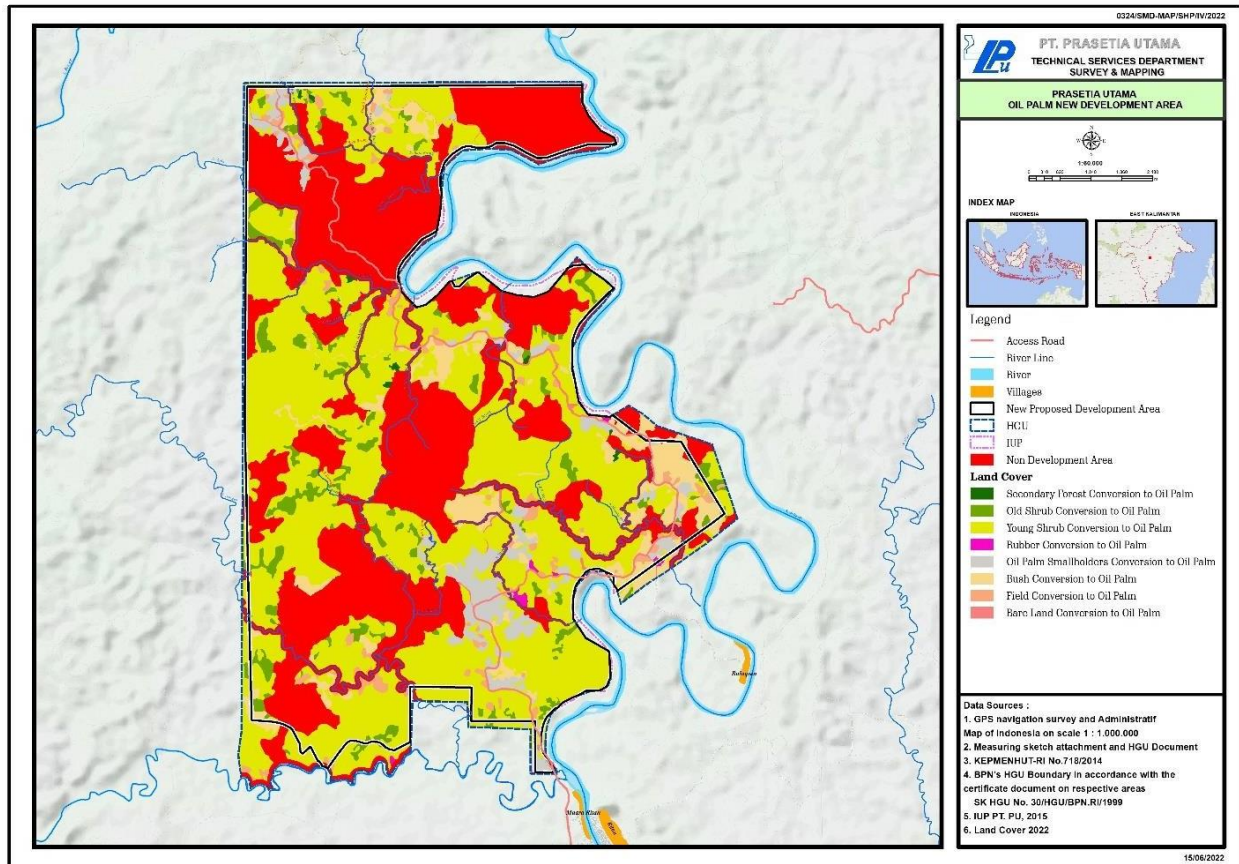 0324/SMD-MAP/SHP/IV/2022
LPu
PT. PRASETIA UTAMA
TECHNICAL SERVICES DEPARTMENT
SURVEY & MAPPING
PRASETIA UTAMA
OIL PALM NEW DEVELOPMENT AREA
N
W E
S
1:60.000
INDEX MAP
INDONESIA
EAST KALIMANTAN
Legend
Access Road
River Line
River
Villages
New Proposed Development Area
HGU
IUP
Non Development Area
Land Cover
Secondary Forest Conversion to Oil Palm
Old Shrub Conversion to Oil Palm
Young Shrub Conversion to Oil Palm
Rubber Conversion to Oil Palm
Oil Palm Smallholders Conversion to Oil Palm
Bush Conversion to Oil Palm
Field Conversion to Oil Palm
Bare Land Conversion to Oil Palm
Data Sources :
1. GPS navigation survey and Administratif
Map of Indonesia on scale 1 : 1.000.000
2. Measuring sketch attachment and HGU Document
3. KEPMENHUT-RI No.718/2014
4. BPN's HGU Boundary in accordance with the
certificate document on respective areas
SK HGU No. 30/HGU/BPN.RI/1999
5. IUP PT. PU, 2015
6. Land Cover 2022
15/06/2022
Muara